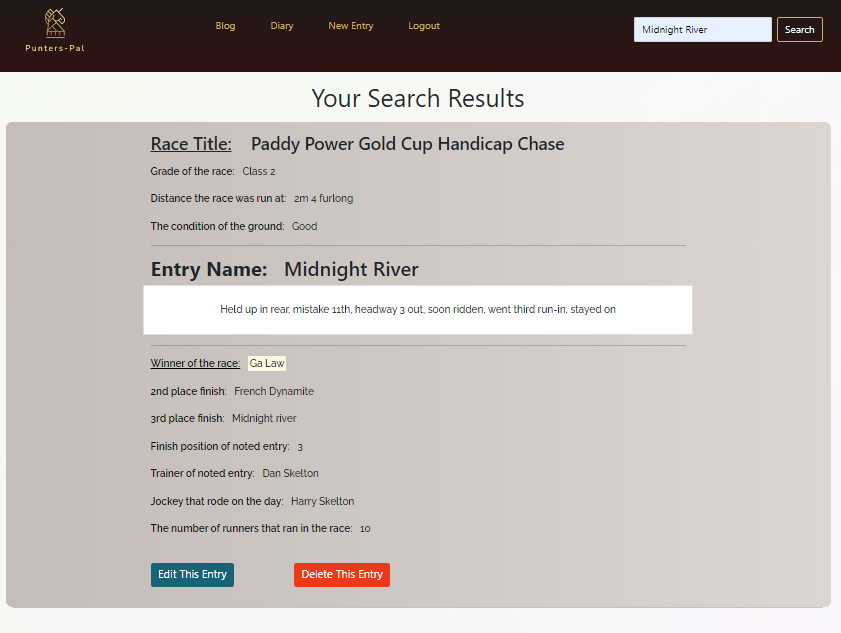 Blog Diary New Entry Logout Midnight River Search
Punters-Pal
Your Search Results
Race Title: Paddy Power Gold Cup Handicap Chase
Grade of the race: Class 2
Distance the race was run at: 2m 4 furlong
The condition of the ground: Good
Entry Name: Midnight River
Held up in rear, mistake 11th, headway 3 out, soon ridden, went third run-in, stayed on
Winner of the race: Ga Law
2nd place finish: French Dynamite
3rd place finish: Midnight river
Finish position of noted entry: 3
Trainer of noted entry: Dan Skelton
Jockey that rode on the day: Harry Skelton
The number of runners that ran in the race: 10
Edit This Entry Delete This Entry